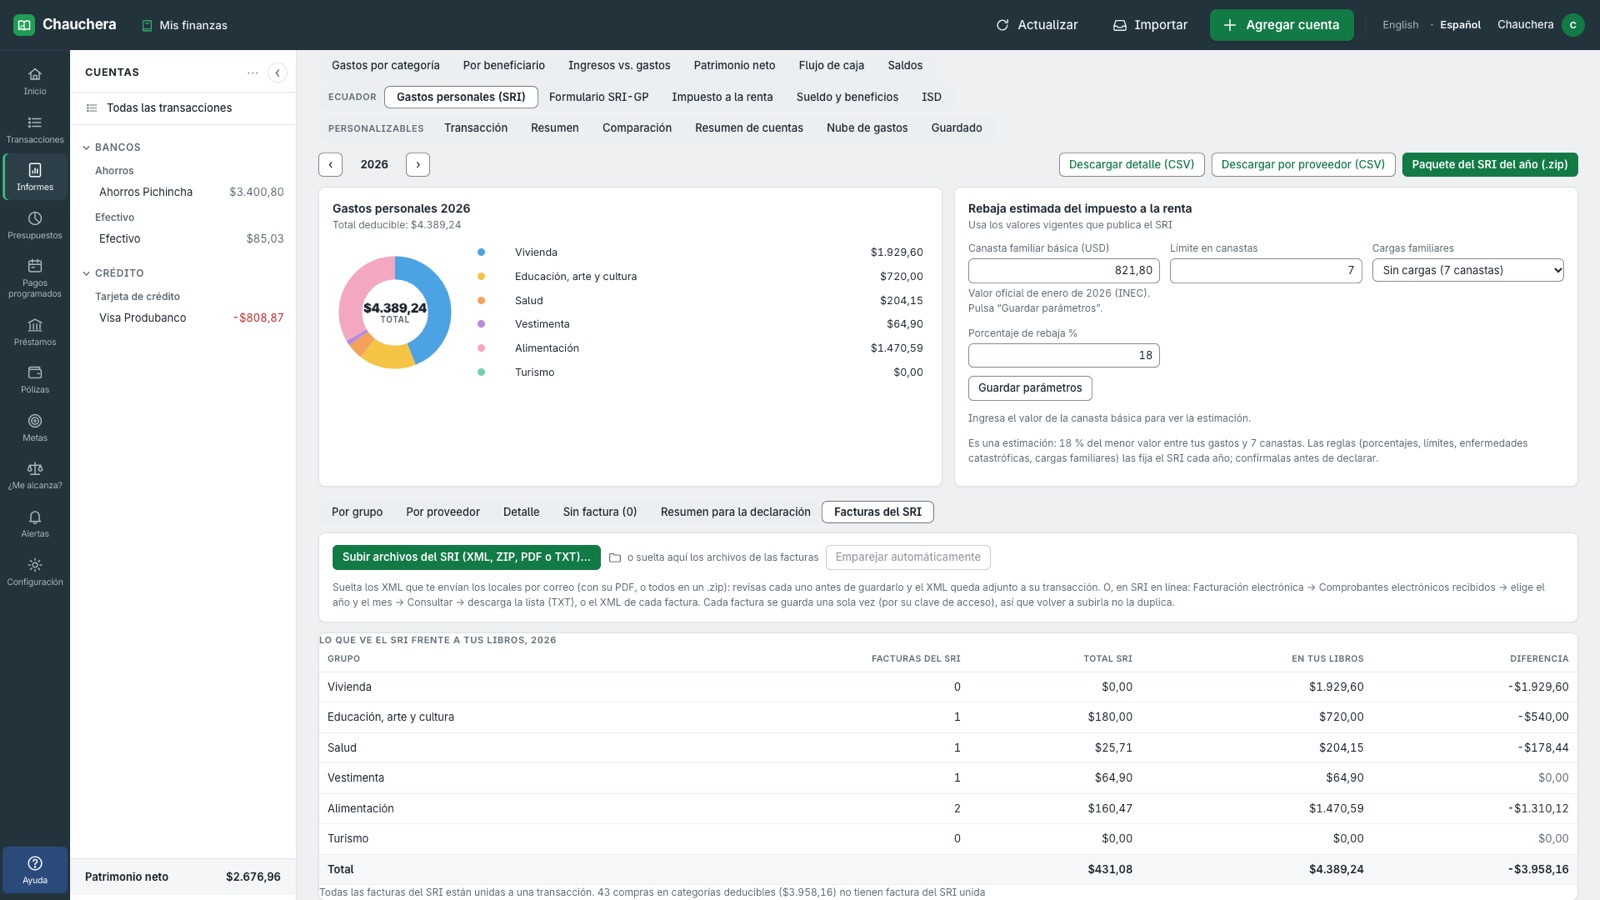 Chauchera
Mis finanzas
Actualizar
Importar
Agregar cuenta
English · Español
Chauchera
C
Inicio
Transacciones
Informes
Presupuestos
Pagos programados
Préstamos
Pólizas
Metas
¿Me alcanza?
Alertas
Configuración
Ayuda
CUENTAS
Todas las transacciones
BANCOS
Ahorros
Ahorros Pichincha $3.400,80
Efectivo
Efectivo $85,03
CRÉDITO
Tarjeta de crédito
Visa Produbanco -$808,87
Patrimonio neto $2.676,96
Gastos por categoría Por beneficiario Ingresos vs. gastos Patrimonio neto Flujo de caja Saldos
ECUADOR Gastos personales (SRI) Formulario SRI-GP Impuesto a la renta Sueldo y beneficios ISD
PERSONALIZABLES Transacción Resumen Comparación Resumen de cuentas Nube de gastos Guardado
‹ 2026 ›
Descargar detalle (CSV) Descargar por proveedor (CSV) Paquete del SRI del año (.zip)
Gastos personales 2026
Total deducible: $4.389,24
$4.389,24
TOTAL
Vivienda $1.929,60
Educación, arte y cultura $720,00
Salud $204,15
Vestimenta $64,90
Alimentación $1.470,59
Turismo $0,00
Rebaja estimada del impuesto a la renta
Usa los valores vigentes que publica el SRI
Canasta familiar básica (USD) Límite en canastas Cargas familiares
821,80 7 Sin cargas (7 canastas)
Valor oficial de enero de 2026 (INEC).
Pulsa “Guardar parámetros”.
Porcentaje de rebaja %
18
Guardar parámetros
Ingresa el valor de la canasta básica para ver la estimación.
Es una estimación: 18 % del menor valor entre tus gastos y 7 canastas. Las reglas (porcentajes, límites, enfermedades
catastróficas, cargas familiares) las fija el SRI cada año; confírmalas antes de declarar.
Por grupo Por proveedor Detalle Sin factura (0) Resumen para la declaración Facturas del SRI
Subir archivos del SRI (XML, ZIP, PDF o TXT)... o suelta aquí los archivos de las facturas Emparejar automáticamente
Suelta los XML que te envían los locales por correo (con su PDF, o todos en un .zip): revisas cada uno antes de guardarlo y el XML queda adjunto a su transacción. O, en SRI en línea: Facturación electrónica → Comprobantes electrónicos recibidos → elige el
año y el mes → Consultar → descarga la lista (TXT), o el XML de cada factura. Cada factura se guarda una sola vez (por su clave de acceso), así que volver a subirla no la duplica.
LO QUE VE EL SRI FRENTE A TUS LIBROS, 2026
GRUPO FACTURAS DEL SRI TOTAL SRI EN TUS LIBROS DIFERENCIA
Vivienda 0 $0,00 $1.929,60 -$1.929,60
Educación, arte y cultura 1 $180,00 $720,00 -$540,00
Salud 1 $25,71 $204,15 -$178,44
Vestimenta 1 $64,90 $64,90 $0,00
Alimentación 2 $160,47 $1.470,59 -$1.310,12
Turismo 0 $0,00 $0,00 $0,00
Total $431,08 $4.389,24 -$3.958,16
Todas las facturas del SRI están unidas a una transacción. 43 compras en categorías deducibles ($3.958,16) no tienen factura del SRI unida